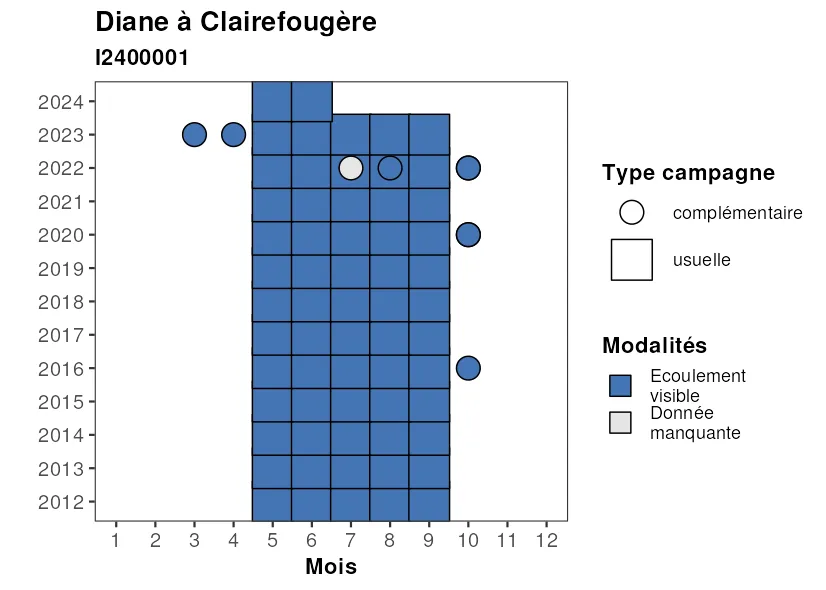 Diane à Clairefougère
I2400001
2024
2023
2022
2021
2020
2019
2018
2017
2016
2015
2014
2013
2012
1 2 3 4 5 6 7 8 9 10 11 12
Mois
Type campagne
complémentaire
usuelle
Modalités
Ecoulement
visible
Donnée
manquante